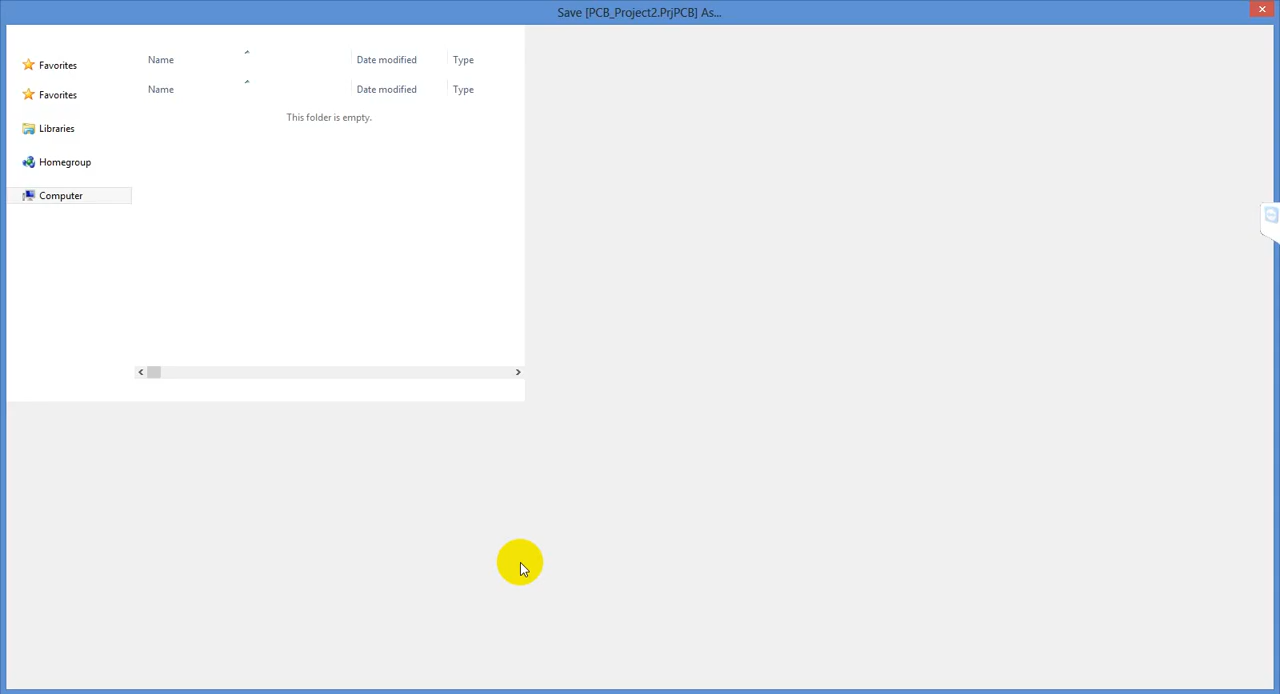 Save [PCB_Project2.PrjPCB] As...
Name Date modified Type
Favorites
Name Date modified Type
Favorites
This folder is empty.
Libraries
Homegroup
Computer